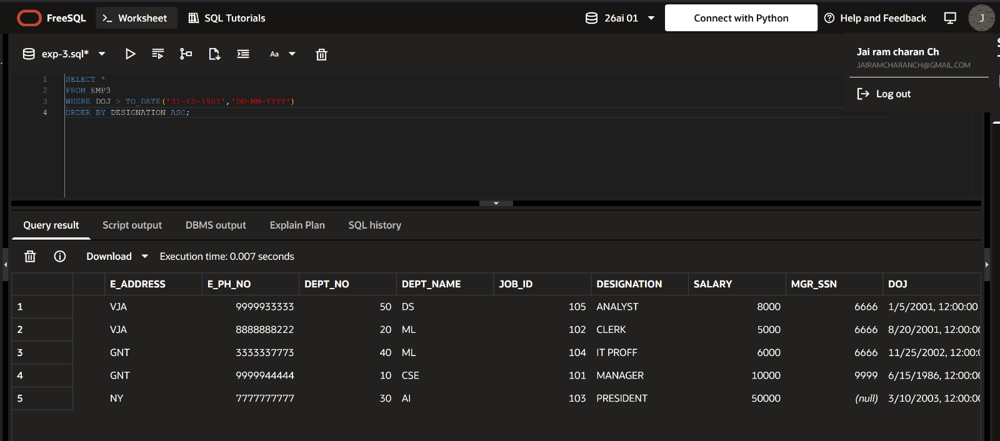 FreeSQL >_ Worksheet SQL Tutorials 26ai 01 Connect with Python Help and Feedback J
exp-3.sql* Aa
Jai ram charan Ch
JAIRAMCHARANCH@GMAIL.COM
Log out
1 SELECT *
2 FROM EMP3
3 WHERE DOJ > TO_DATE('31-12-1981','DD-MM-YYYY')
4 ORDER BY DESIGNATION ASC;
Query result Script output DBMS output Explain Plan SQL history
Download Execution time: 0.007 seconds
E_ADDRESS E_PH_NO DEPT_NO DEPT_NAME JOB_ID DESIGNATION SALARY MGR_SSN DOJ
1 VJA 9999933333 50 DS 105 ANALYST 8000 6666 1/5/2001, 12:00:00
2 VJA 8888888222 20 ML 102 CLERK 5000 6666 8/20/2001, 12:00:00
3 GNT 3333337773 40 ML 104 IT PROFF 6000 6666 11/25/2002, 12:00:0
4 GNT 9999944444 10 CSE 101 MANAGER 10000 9999 6/15/1986, 12:00:00
5 NY 7777777777 30 AI 103 PRESIDENT 50000 (null) 3/10/2003, 12:00:00